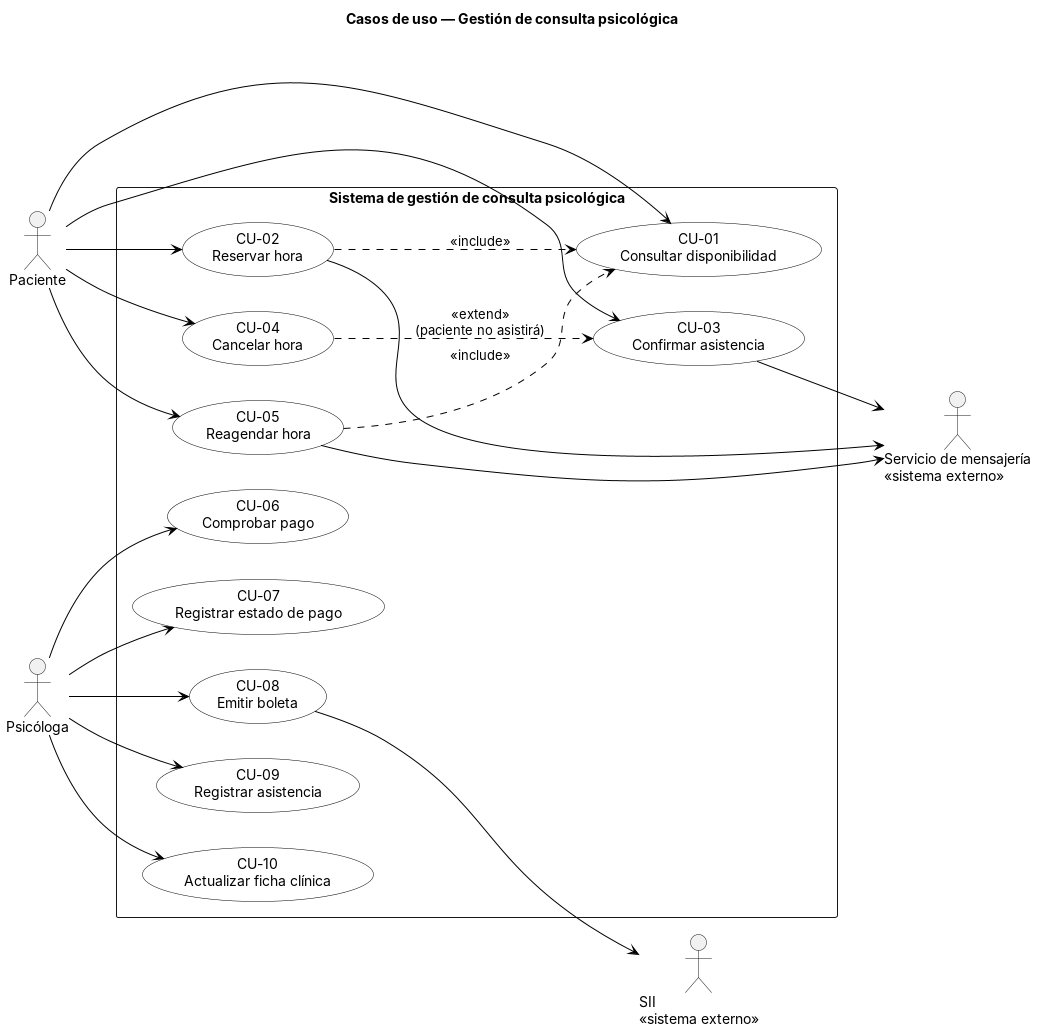 Casos de uso — Gestión de consulta psicológica
Sistema de gestión de consulta psicológica
CU-02
Reservar hora
«include»
CU-01
Consultar disponibilidad
Paciente
CU-04
Cancelar hora
«extend»
(paciente no asistirá)
«include»
CU-03
Confirmar asistencia
CU-05
Reagendar hora
Servicio de mensajería
«sistema externo»
CU-06
Comprobar pago
CU-07
Registrar estado de pago
CU-08
Emitir boleta
Psicóloga
CU-09
Registrar asistencia
CU-10
Actualizar ficha clínica
SII
«sistema externo»